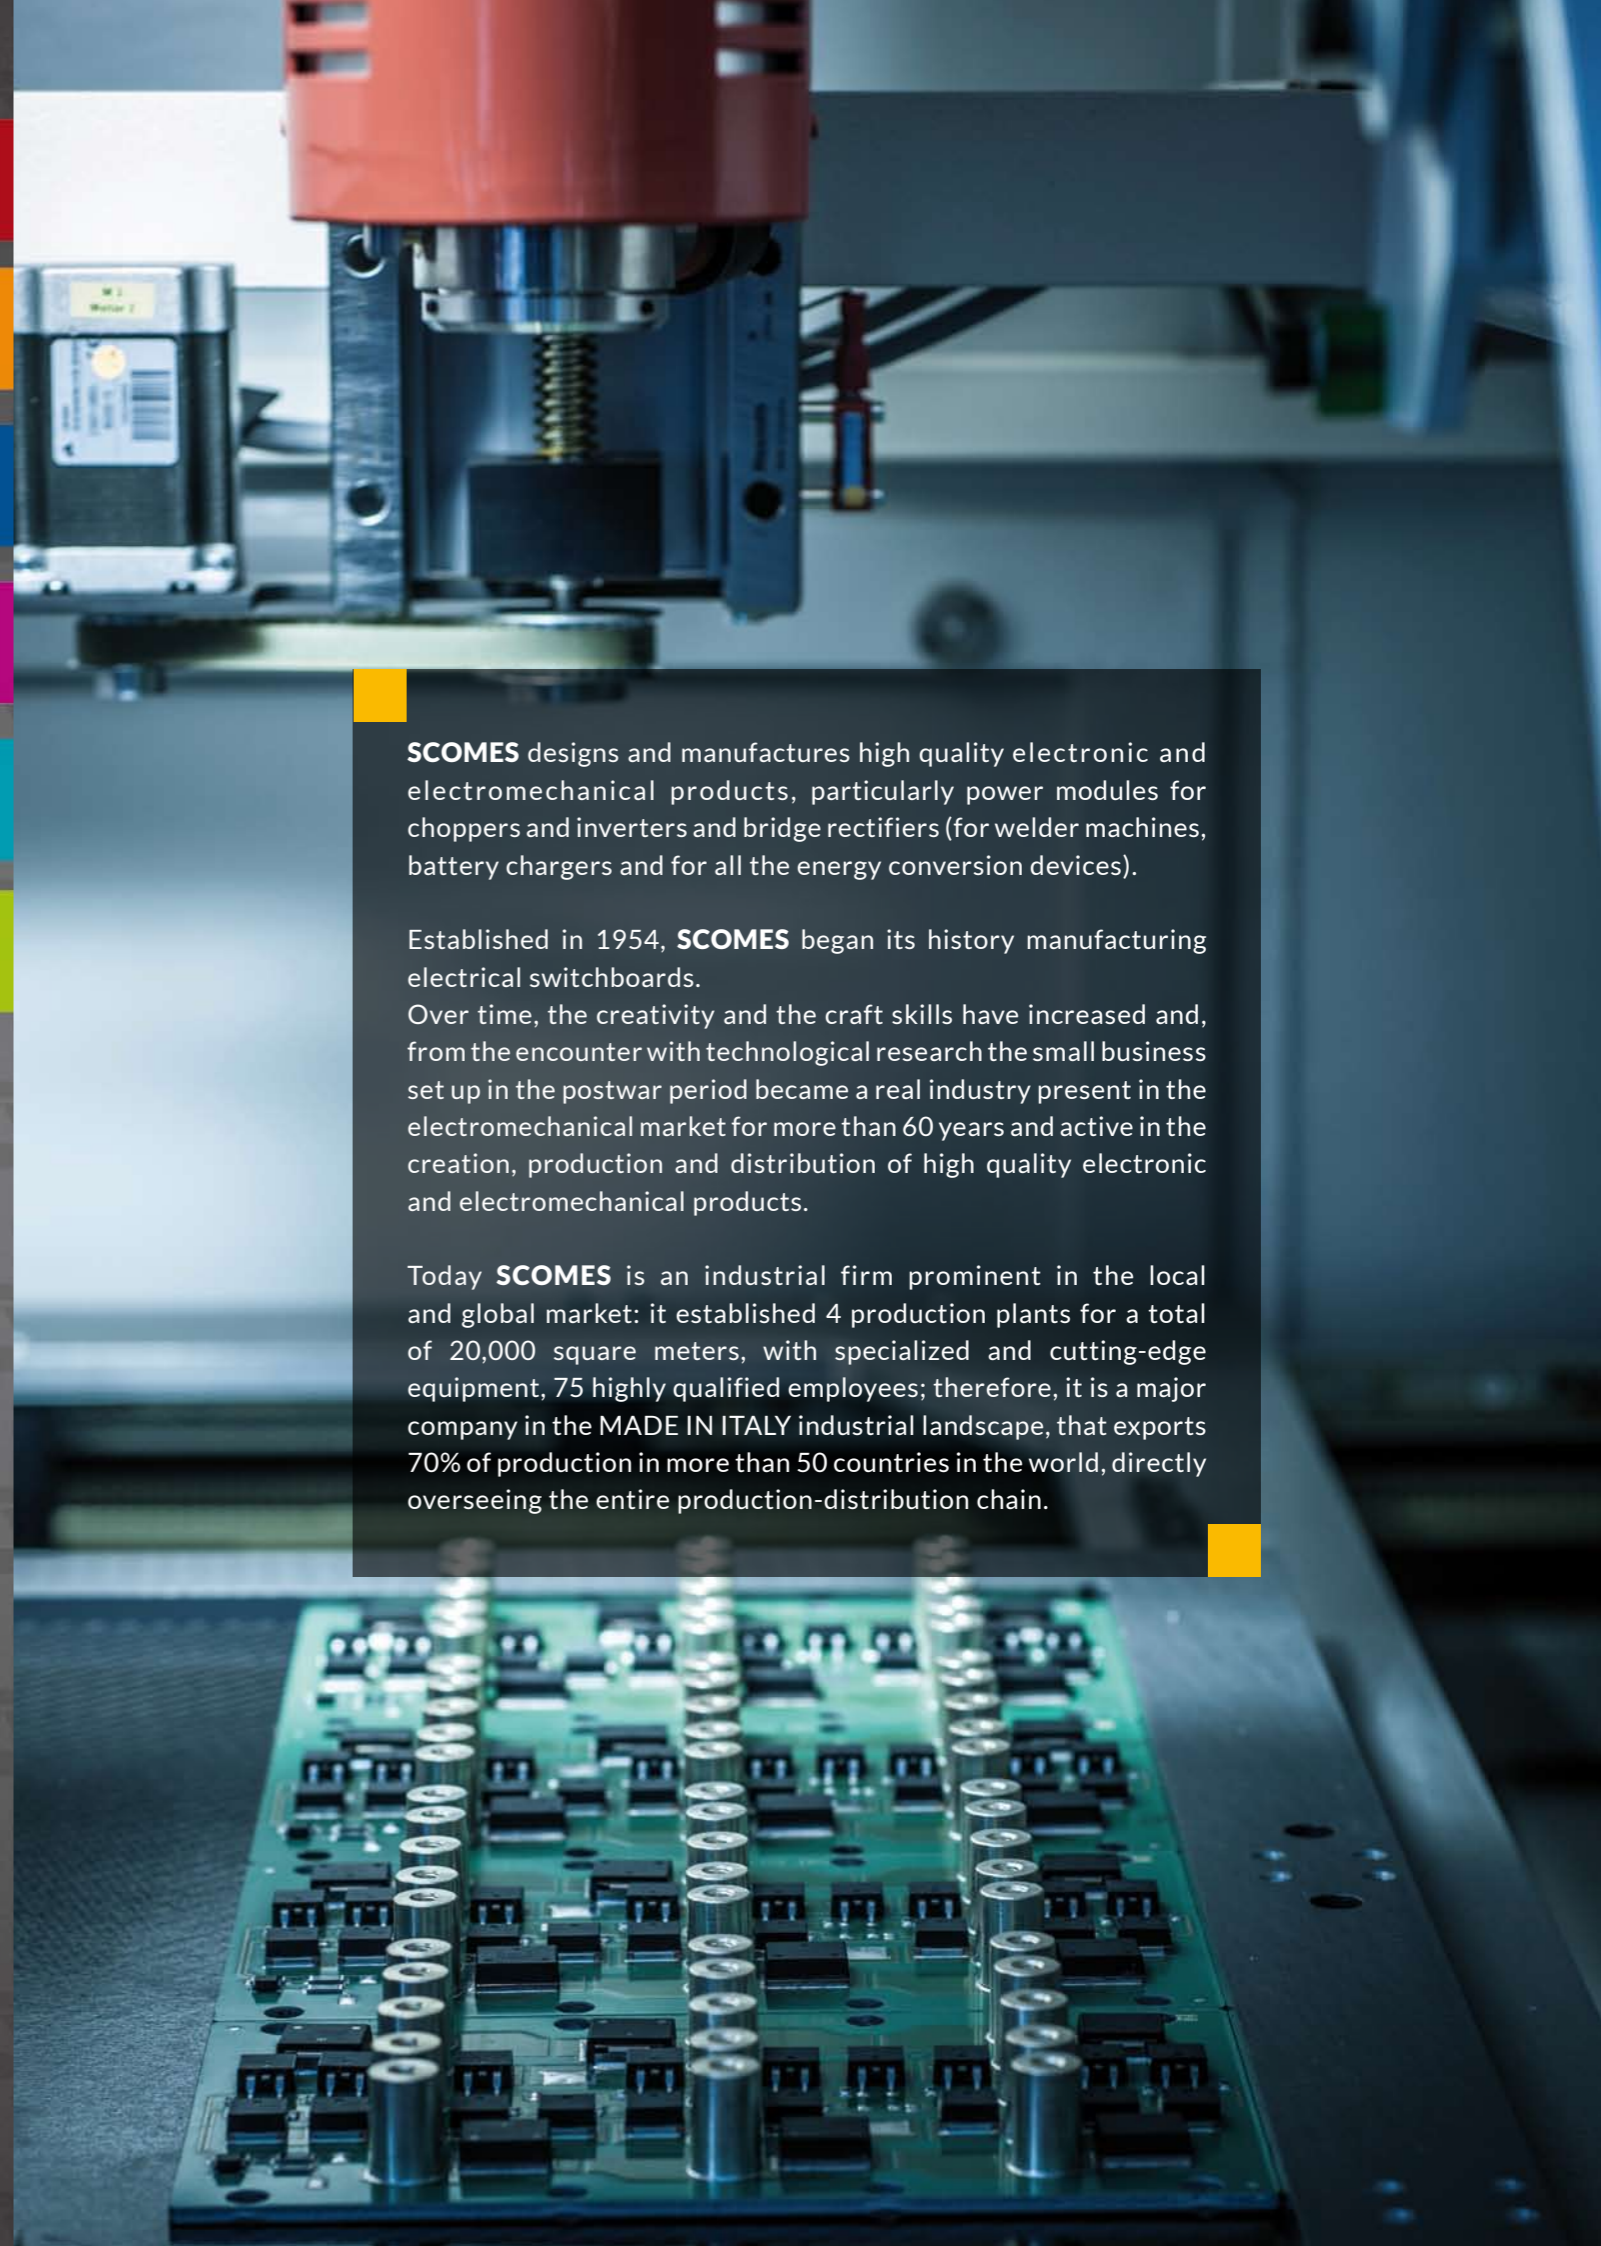 M 1
Motor 2
SCOMES designs and manufactures high quality electronic and
electromechanical products, particularly power modules for
choppers and inverters and bridge rectifiers (for welder machines,
battery chargers and for all the energy conversion devices).
Established in 1954, SCOMES began its history manufacturing
electrical switchboards.
Over time, the creativity and the craft skills have increased and,
from the encounter with technological research the small business
set up in the postwar period became a real industry present in the
electromechanical market for more than 60 years and active in the
creation, production and distribution of high quality electronic
and electromechanical products.
Today SCOMES is an industrial firm prominent in the local
and global market: it established 4 production plants for a total
of 20,000 square meters, with specialized and cutting-edge
equipment, 75 highly qualified employees; therefore, it is a major
company in the MADE IN ITALY industrial landscape, that exports
70% of production in more than 50 countries in the world, directly
overseeing the entire production-distribution chain.